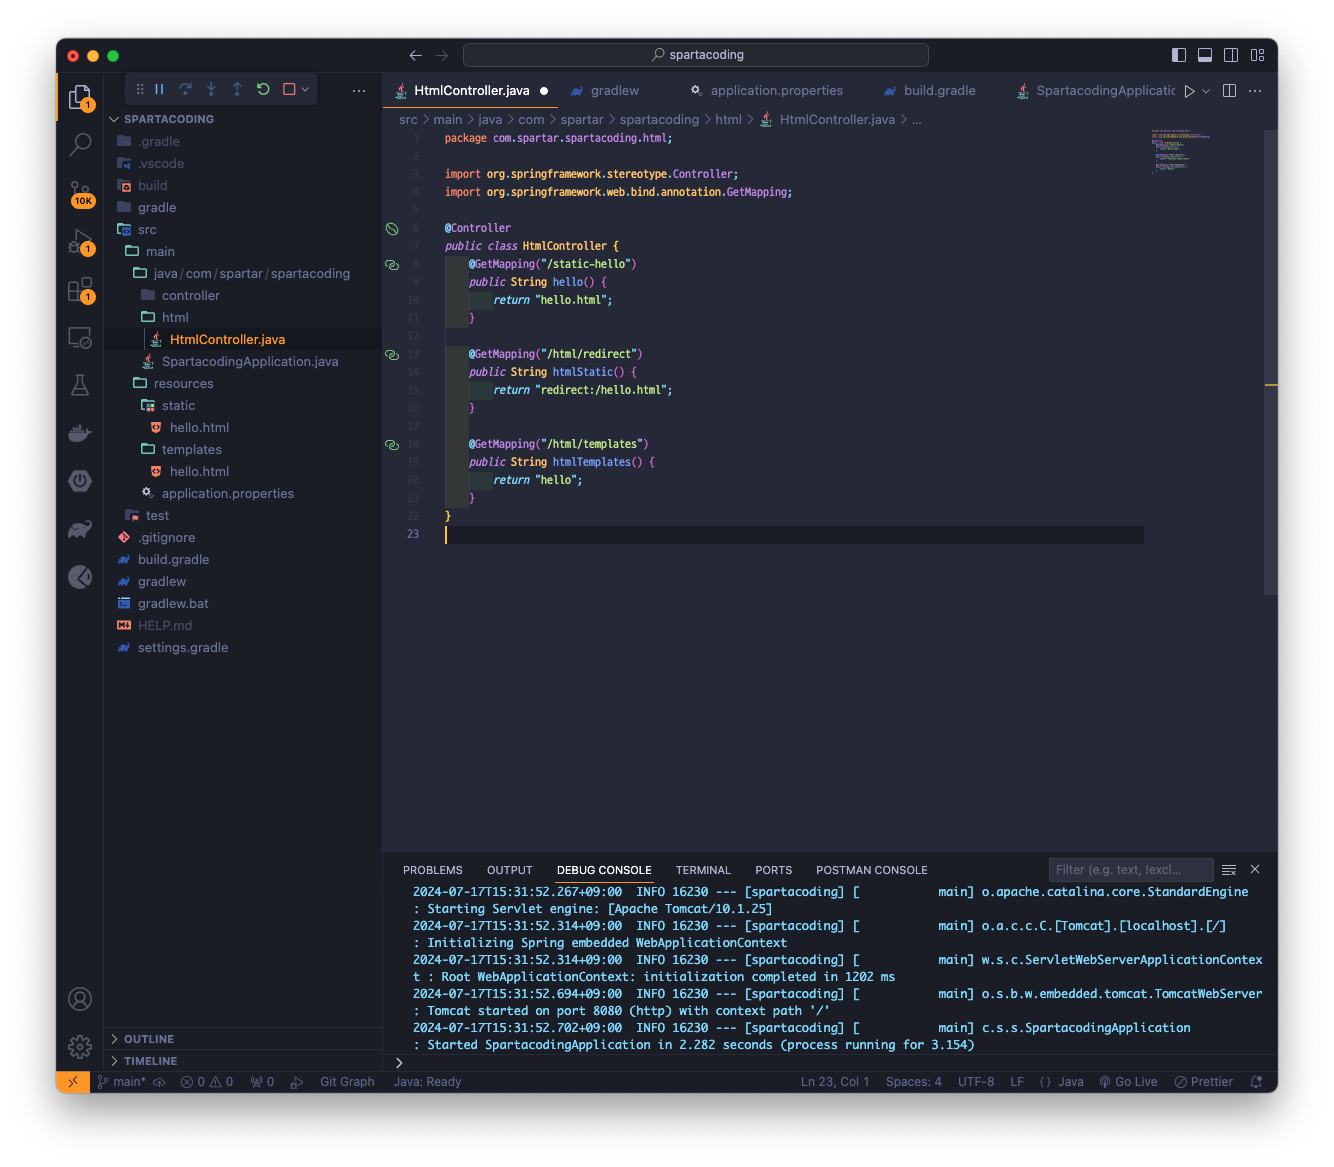 spartacoding
HtmlController.java
gradlew
application.properties
build.gradle
SpartacodingApplicatic
src > main > java > com > spartar > spartacoding > html > HtmlController.java > ...
1
10K
1
1
SPARTACODING
.gradle
.vscode
build
gradle
src
main
java/com/spartar/spartacoding
controller
html
HtmlController.java
SpartacodingApplication.java
resources
static
hello.html
templates
hello.html
application.properties
test
.gitignore
build.gradle
gradlew
gradlew.bat
HELP.md
settings.gradle
OUTLINE
TIMELINE
1 package com.spartar.spartacoding.html;
2
3 import org.springframework.stereotype.Controller;
4 import org.springframework.web.bind.annotation.GetMapping;
5
6 @Controller
7 public class HtmlController {
8 @GetMapping("/static-hello")
9 public String hello() {
10 return "hello.html";
11 }
12
13 @GetMapping("/html/redirect")
14 public String htmlStatic() {
15 return "redirect:/hello.html";
16 }
17
18 @GetMapping("/html/templates")
19 public String htmlTemplates() {
20 return "hello";
21 }
22 }
23
PROBLEMS OUTPUT DEBUG CONSOLE TERMINAL PORTS POSTMAN CONSOLE Filter (e.g. text, !excl...
2024-07-17T15:31:52.267+09:00 INFO 16230 --- [spartacoding] [ main] o.apache.catalina.core.StandardEngine
: Starting Servlet engine: [Apache Tomcat/10.1.25]
2024-07-17T15:31:52.314+09:00 INFO 16230 --- [spartacoding] [ main] o.a.c.c.C.[Tomcat].[localhost].[/]
: Initializing Spring embedded WebApplicationContext
2024-07-17T15:31:52.314+09:00 INFO 16230 --- [spartacoding] [ main] w.s.c.ServletWebServerApplicationContex
t : Root WebApplicationContext: initialization completed in 1202 ms
2024-07-17T15:31:52.694+09:00 INFO 16230 --- [spartacoding] [ main] o.s.b.w.embedded.tomcat.TomcatWebServer
: Tomcat started on port 8080 (http) with context path '/'
2024-07-17T15:31:52.702+09:00 INFO 16230 --- [spartacoding] [ main] c.s.s.SpartacodingApplication
: Started SpartacodingApplication in 2.282 seconds (process running for 3.154)
main* 0 0 0 Git Graph Java: Ready Ln 23, Col 1 Spaces: 4 UTF-8 LF { } Java Go Live Prettier